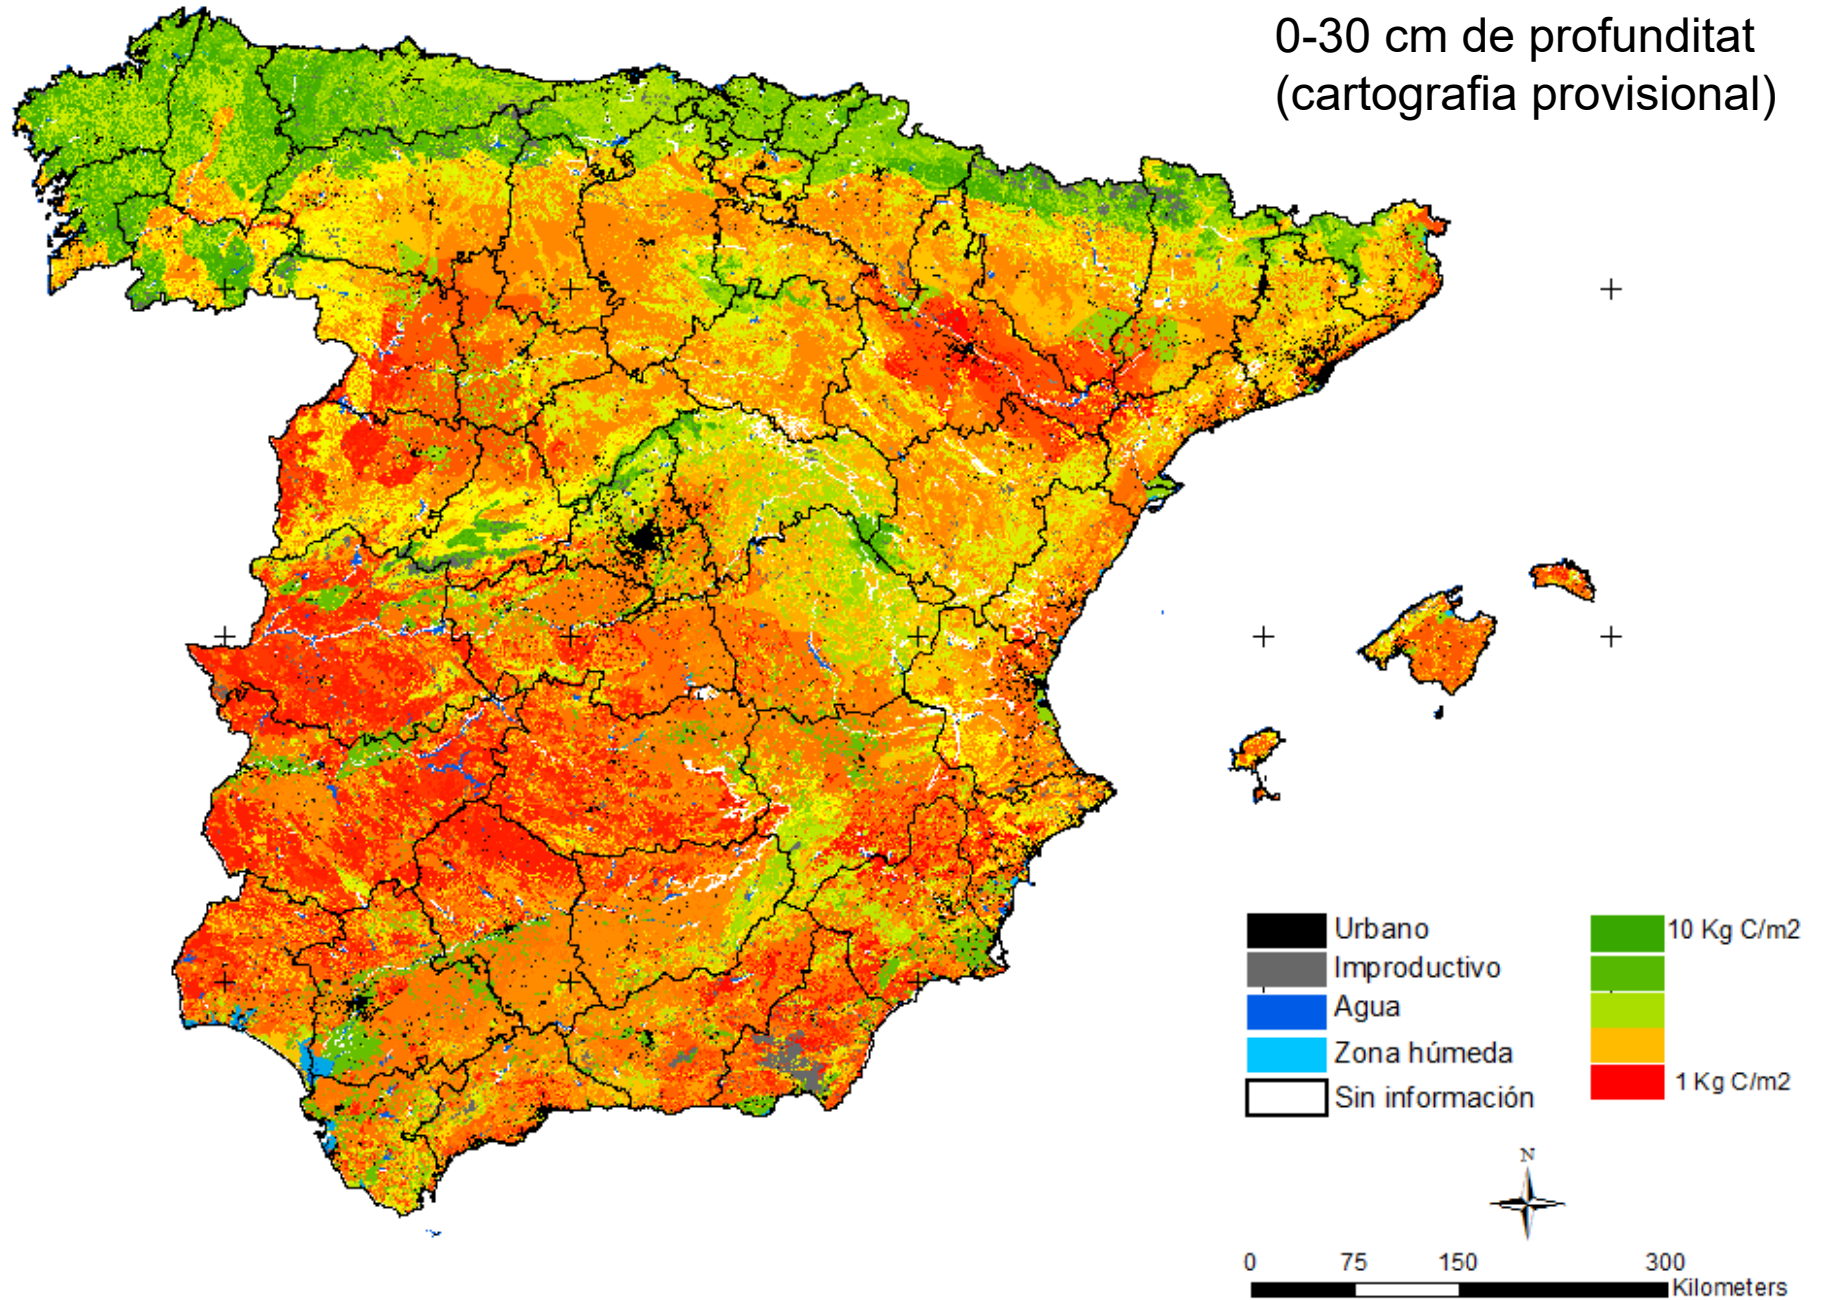 0-30 cm de profunditat
(cartografia provisional)
Urbano
Improductivo
Agua
Zona húmeda
Sin información
10 Kg C/m2
1 Kg C/m2
N
0 75 150 300
Kilometers